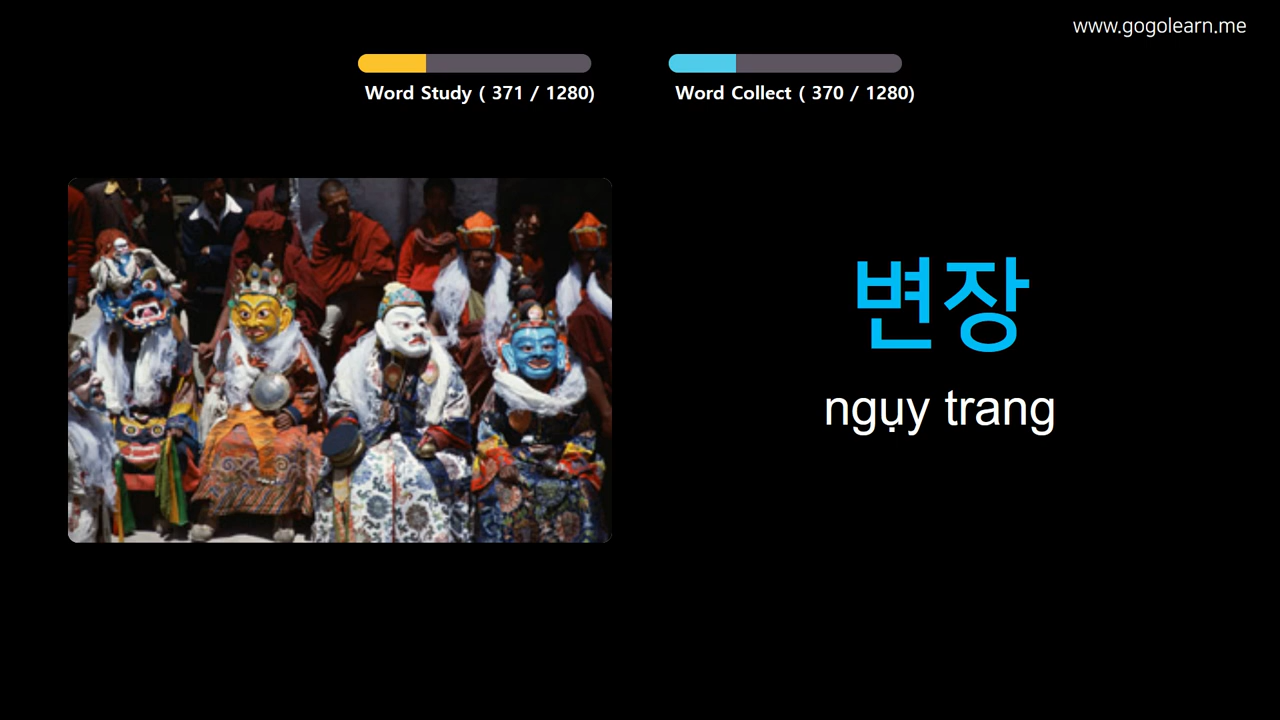 www.gogolearn.me
Word Study ( 371 / 1280)
Word Collect ( 370 / 1280)
변장
ngụy trang